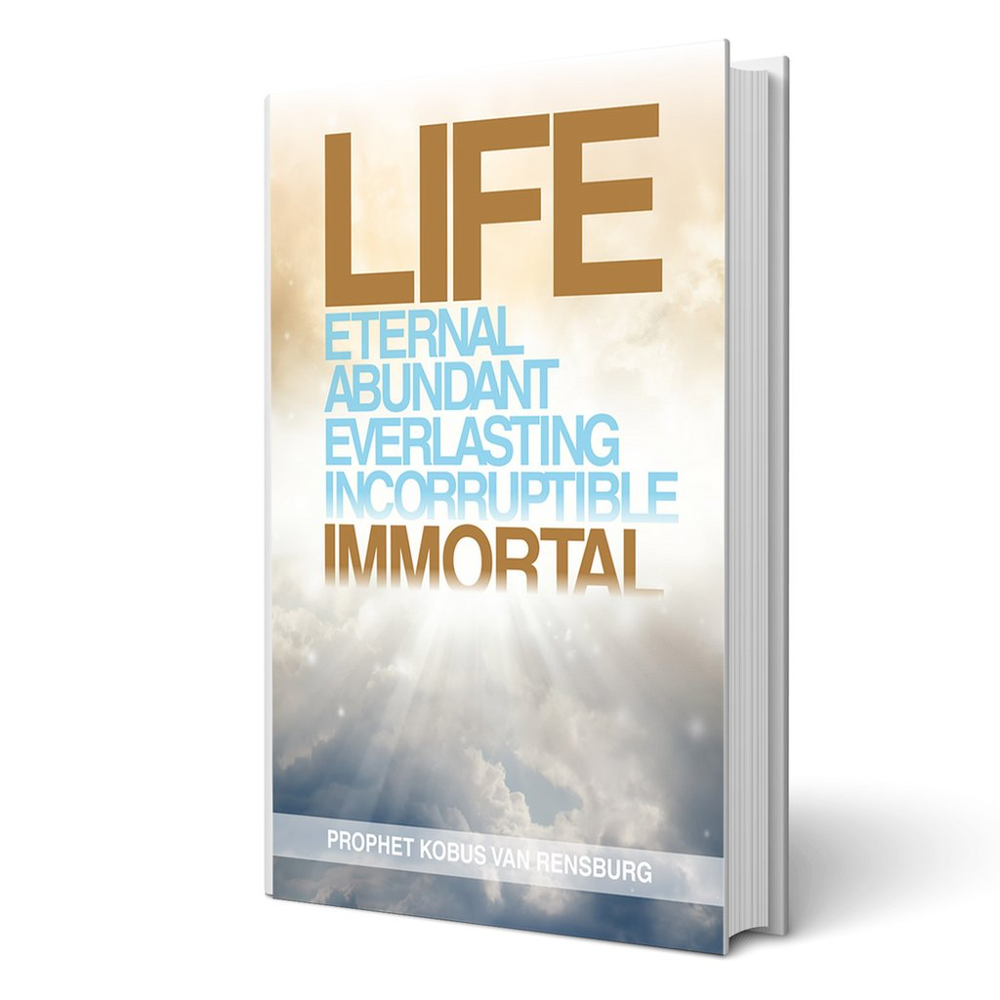 LIFE
ETERNAL
ABUNDANT
EVERLASTING
INCORRUPTIBLE
IMMORTAL
PROPHET KOBUS VAN RENSBURG